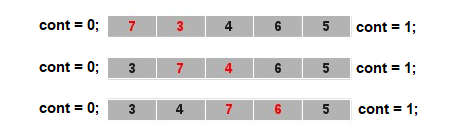 cont = 0; 7 3 4 6 5 cont = 1;
cont = 0; 3 7 4 6 5 cont = 1;
cont = 0; 3 4 7 6 5 cont = 1;